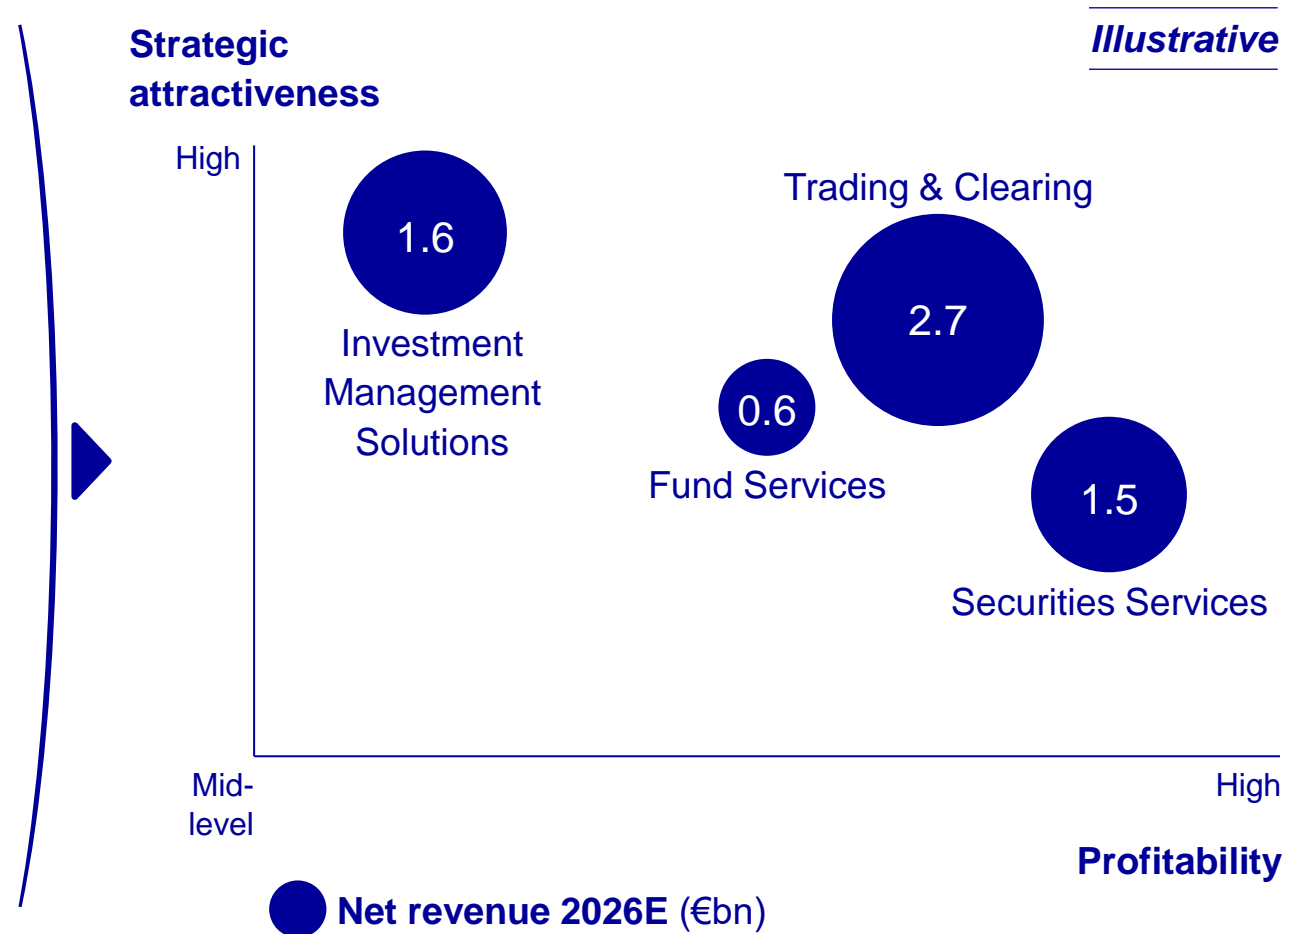 Strategic
attractiveness
Illustrative
High
1.6
Investment
Management
Solutions
Trading & Clearing
2.7
0.6
Fund Services
1.5
Securities Services
Mid-
level
High
Profitability
Net revenue 2026E (€bn)